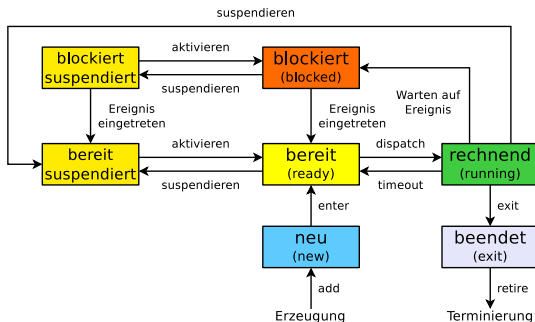 suspendieren
blockiert
suspendiert
aktivieren
suspendieren
blockiert
(blocked)
Ereignis
eingetreten
Ereignis
eingetreten
Warten auf
Ereignis
bereit
suspendiert
aktivieren
suspendieren
bereit
(ready)
dispatch
timeout
rechnend
(running)
enter
exit
neu
(new)
beendet
(exit)
add
retire
Erzeugung
Terminierung